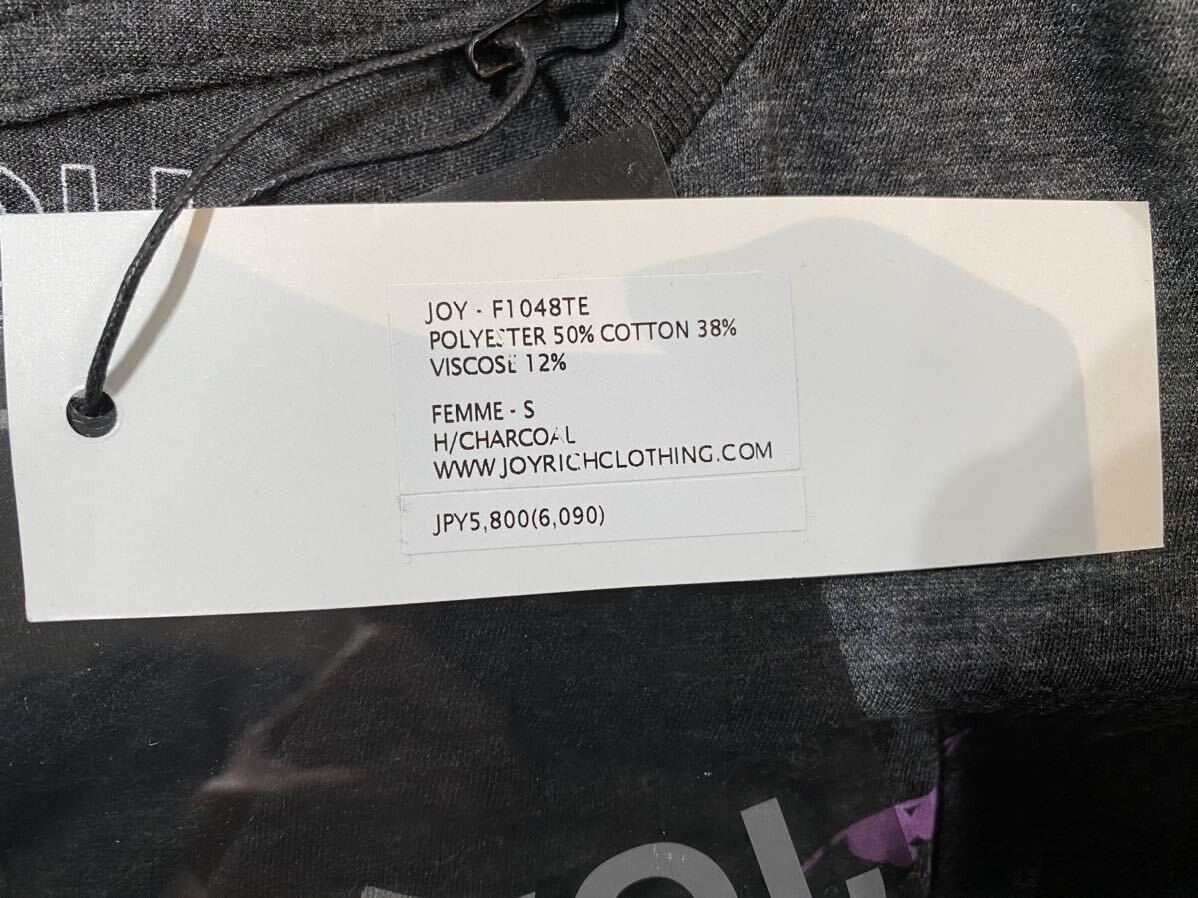 JOY - F1048TE
POLYESTER 50% COTTON 38%
VISCOSE 12%
FEMME - S
H/CHARCOAL
WWW.JOYRICHCLOTHING.COM
JPY5,800(6,090)